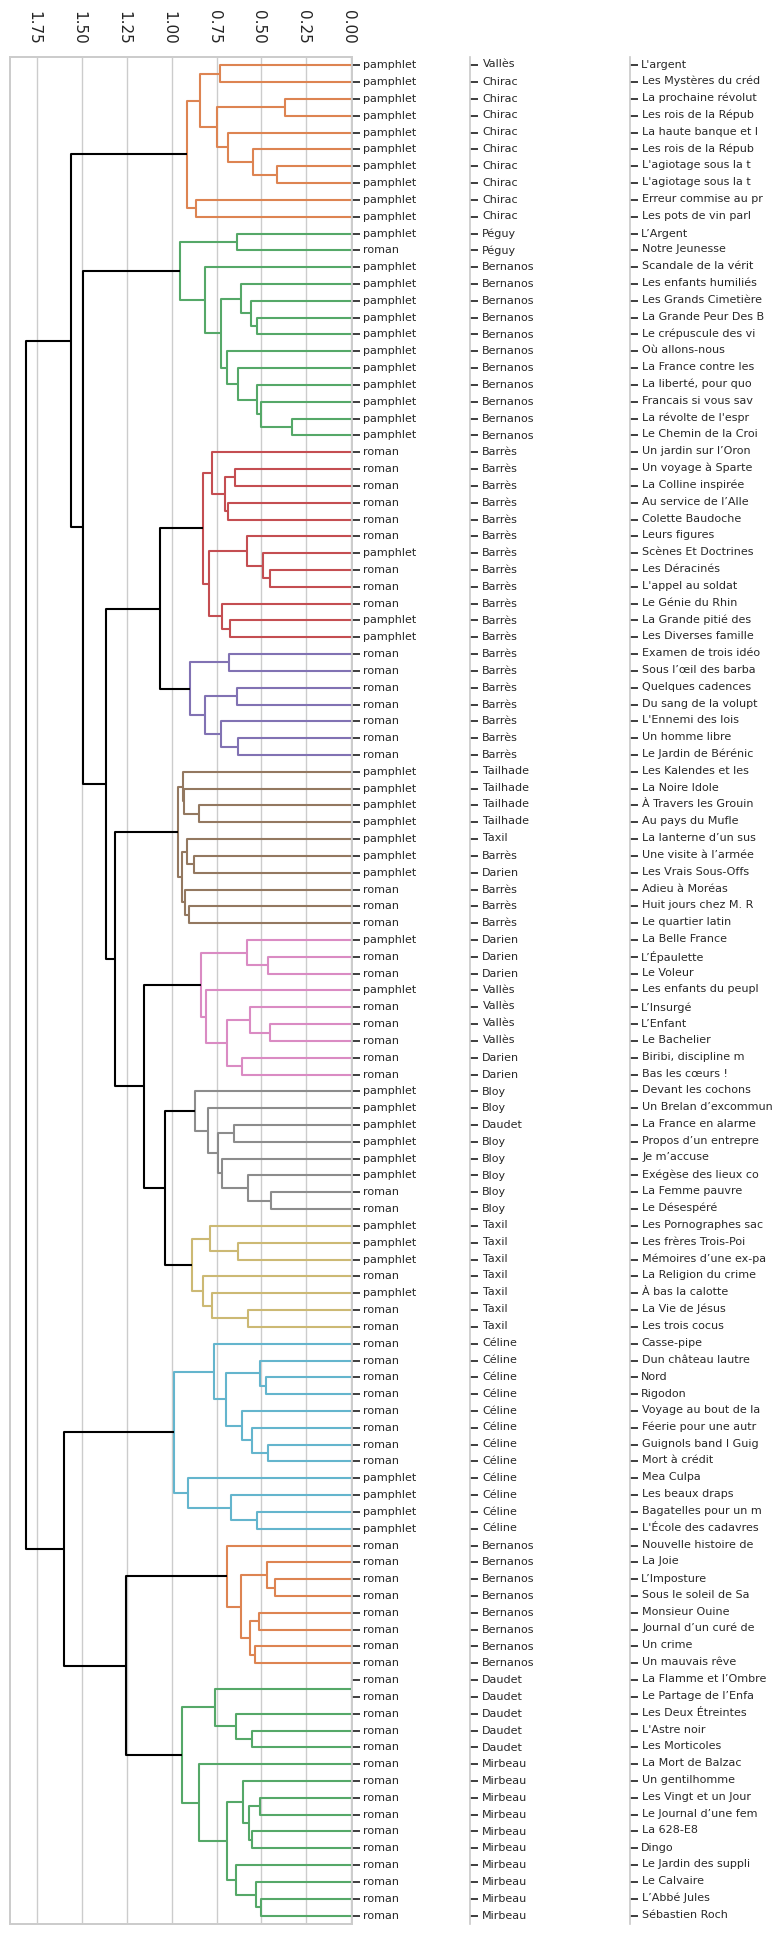 1.75 1.50 1.25 1.00 0.75 0.50 0.25 0.00
pamphlet Vallès L'argent
pamphlet Chirac Les Mystères du créd
pamphlet Chirac La prochaine révolut
pamphlet Chirac Les rois de la Répub
pamphlet Chirac La haute banque et l
pamphlet Chirac Les rois de la Répub
pamphlet Chirac L'agiotage sous la t
pamphlet Chirac L'agiotage sous la t
pamphlet Chirac Erreur commise au pr
pamphlet Chirac Les pots de vin parl
pamphlet Péguy L’Argent
roman Péguy Notre Jeunesse
pamphlet Bernanos Scandale de la vérit
pamphlet Bernanos Les enfants humiliés
pamphlet Bernanos Les Grands Cimetière
pamphlet Bernanos La Grande Peur Des B
pamphlet Bernanos Le crépuscule des vi
pamphlet Bernanos Où allons-nous
pamphlet Bernanos La France contre les
pamphlet Bernanos La liberté, pour quo
pamphlet Bernanos Francais si vous sav
pamphlet Bernanos La révolte de l'espr
pamphlet Bernanos Le Chemin de la Croi
roman Barrès Un jardin sur l’Oron
roman Barrès Un voyage à Sparte
roman Barrès La Colline inspirée
roman Barrès Au service de l’Alle
roman Barrès Colette Baudoche
roman Barrès Leurs figures
pamphlet Barrès Scènes Et Doctrines
roman Barrès Les Déracinés
roman Barrès L'appel au soldat
roman Barrès Le Génie du Rhin
pamphlet Barrès La Grande pitié des
pamphlet Barrès Les Diverses famille
roman Barrès Examen de trois idéo
roman Barrès Sous l’œil des barba
roman Barrès Quelques cadences
roman Barrès Du sang de la volupt
roman Barrès L'Ennemi des lois
roman Barrès Un homme libre
roman Barrès Le Jardin de Bérénic
pamphlet Tailhade Les Kalendes et les
pamphlet Tailhade La Noire Idole
pamphlet Tailhade À Travers les Grouin
pamphlet Tailhade Au pays du Mufle
pamphlet Taxil La lanterne d’un sus
pamphlet Barrès Une visite à l’armée
pamphlet Darien Les Vrais Sous-Offs
roman Barrès Adieu à Moréas
roman Barrès Huit jours chez M. R
roman Barrès Le quartier latin
pamphlet Darien La Belle France
roman Darien L’Épaulette
roman Darien Le Voleur
pamphlet Vallès Les enfants du peupl
roman Vallès L’Insurgé
roman Vallès L’Enfant
roman Vallès Le Bachelier
roman Darien Biribi, discipline m
roman Darien Bas les cœurs !
pamphlet Bloy Devant les cochons
pamphlet Bloy Un Brelan d’excommun
pamphlet Daudet La France en alarme
pamphlet Bloy Propos d’un entrepre
pamphlet Bloy Je m’accuse
pamphlet Bloy Exégèse des lieux co
roman Bloy La Femme pauvre
roman Bloy Le Désespéré
pamphlet Taxil Les Pornographes sac
pamphlet Taxil Les frères Trois-Poi
pamphlet Taxil Mémoires d’une ex-pa
roman Taxil La Religion du crime
pamphlet Taxil À bas la calotte
roman Taxil La Vie de Jésus
roman Taxil Les trois cocus
roman Céline Casse-pipe
roman Céline Dun château lautre
roman Céline Nord
roman Céline Rigodon
roman Céline Voyage au bout de la
roman Céline Féerie pour une autr
roman Céline Guignols band I Guig
roman Céline Mort à crédit
pamphlet Céline Mea Culpa
pamphlet Céline Les beaux draps
pamphlet Céline Bagatelles pour un m
pamphlet Céline L'École des cadavres
roman Bernanos Nouvelle histoire de
roman Bernanos La Joie
roman Bernanos L’Imposture
roman Bernanos Sous le soleil de Sa
roman Bernanos Monsieur Ouine
roman Bernanos Journal d’un curé de
roman Bernanos Un crime
roman Bernanos Un mauvais rêve
roman Daudet La Flamme et l’Ombre
roman Daudet Le Partage de l’Enfa
roman Daudet Les Deux Étreintes
roman Daudet L'Astre noir
roman Daudet Les Morticoles
roman Mirbeau La Mort de Balzac
roman Mirbeau Un gentilhomme
roman Mirbeau Les Vingt et un Jour
roman Mirbeau Le Journal d’une fem
roman Mirbeau La 628-E8
roman Mirbeau Dingo
roman Mirbeau Le Jardin des suppli
roman Mirbeau Le Calvaire
roman Mirbeau L’Abbé Jules
roman Mirbeau Sébastien Roch